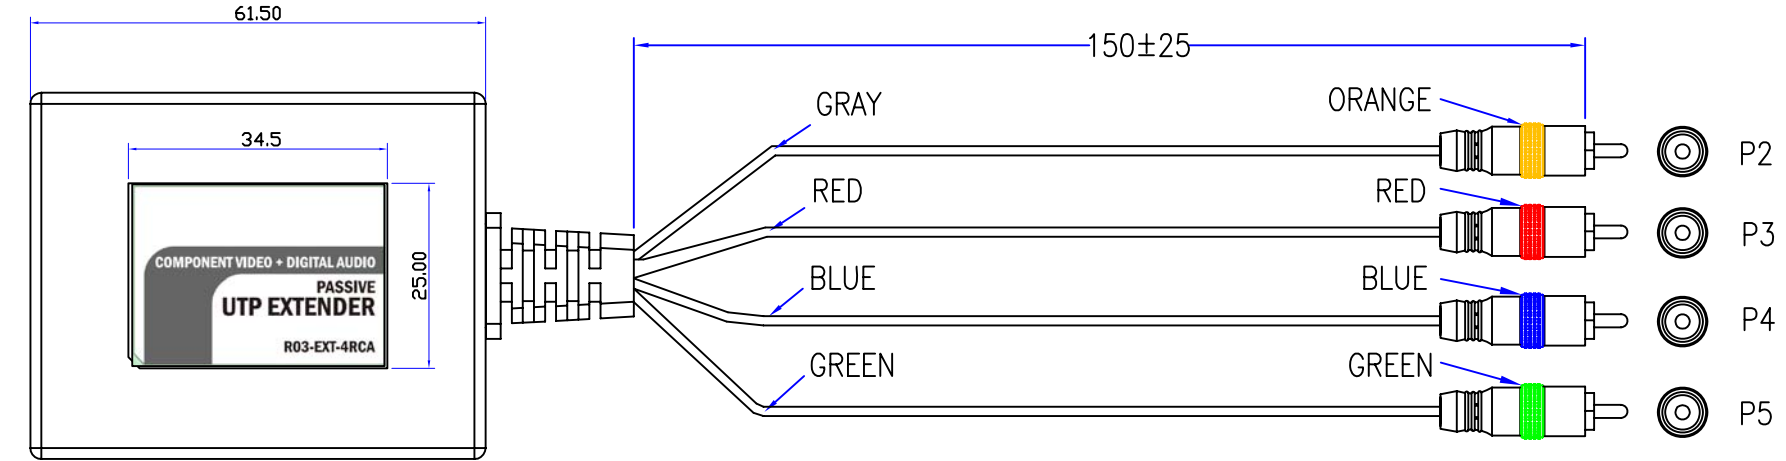 61.50
150±25
GRAY
ORANGE
34.5
P2
RED
RED
P3
COMPONENT VIDEO + DIGITAL AUDIO
PASSIVE
UTP EXTENDER
R03-EXT-4RCA
25.00
BLUE
BLUE
P4
GREEN
GREEN
P5